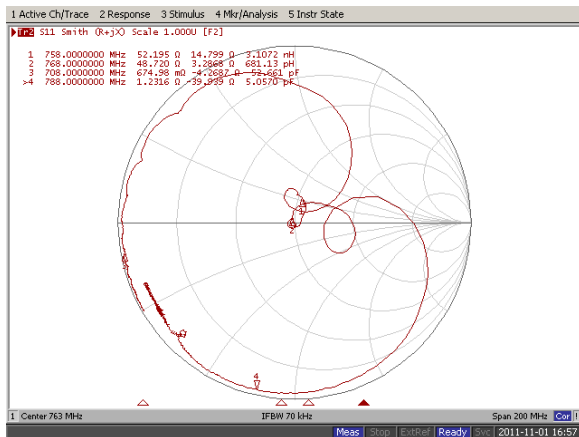 1 Active Ch/Trace 2 Response 3 Stimulus 4 Mkr/Analysis 5 Instr State
Tr2 S11 Smith (R+jX) Scale 1.000U [F2]
1 758.0000000 MHz 52.195 Ω 14.799 Ω 3.1072 nH
2 768.0000000 MHz 48.720 Ω 3.2868 Ω 681.13 pH
3 708.0000000 MHz 674.98 mΩ -4.2687 Ω 52.661 pF
>4 788.0000000 MHz 1.2316 Ω -39.939 Ω 5.0570 pF
1
2
4
1 Center 763 MHz IFBW 70 kHz Span 200 MHz Cor !
Meas Stop ExtRef Ready Svc 2011-11-01 16:57